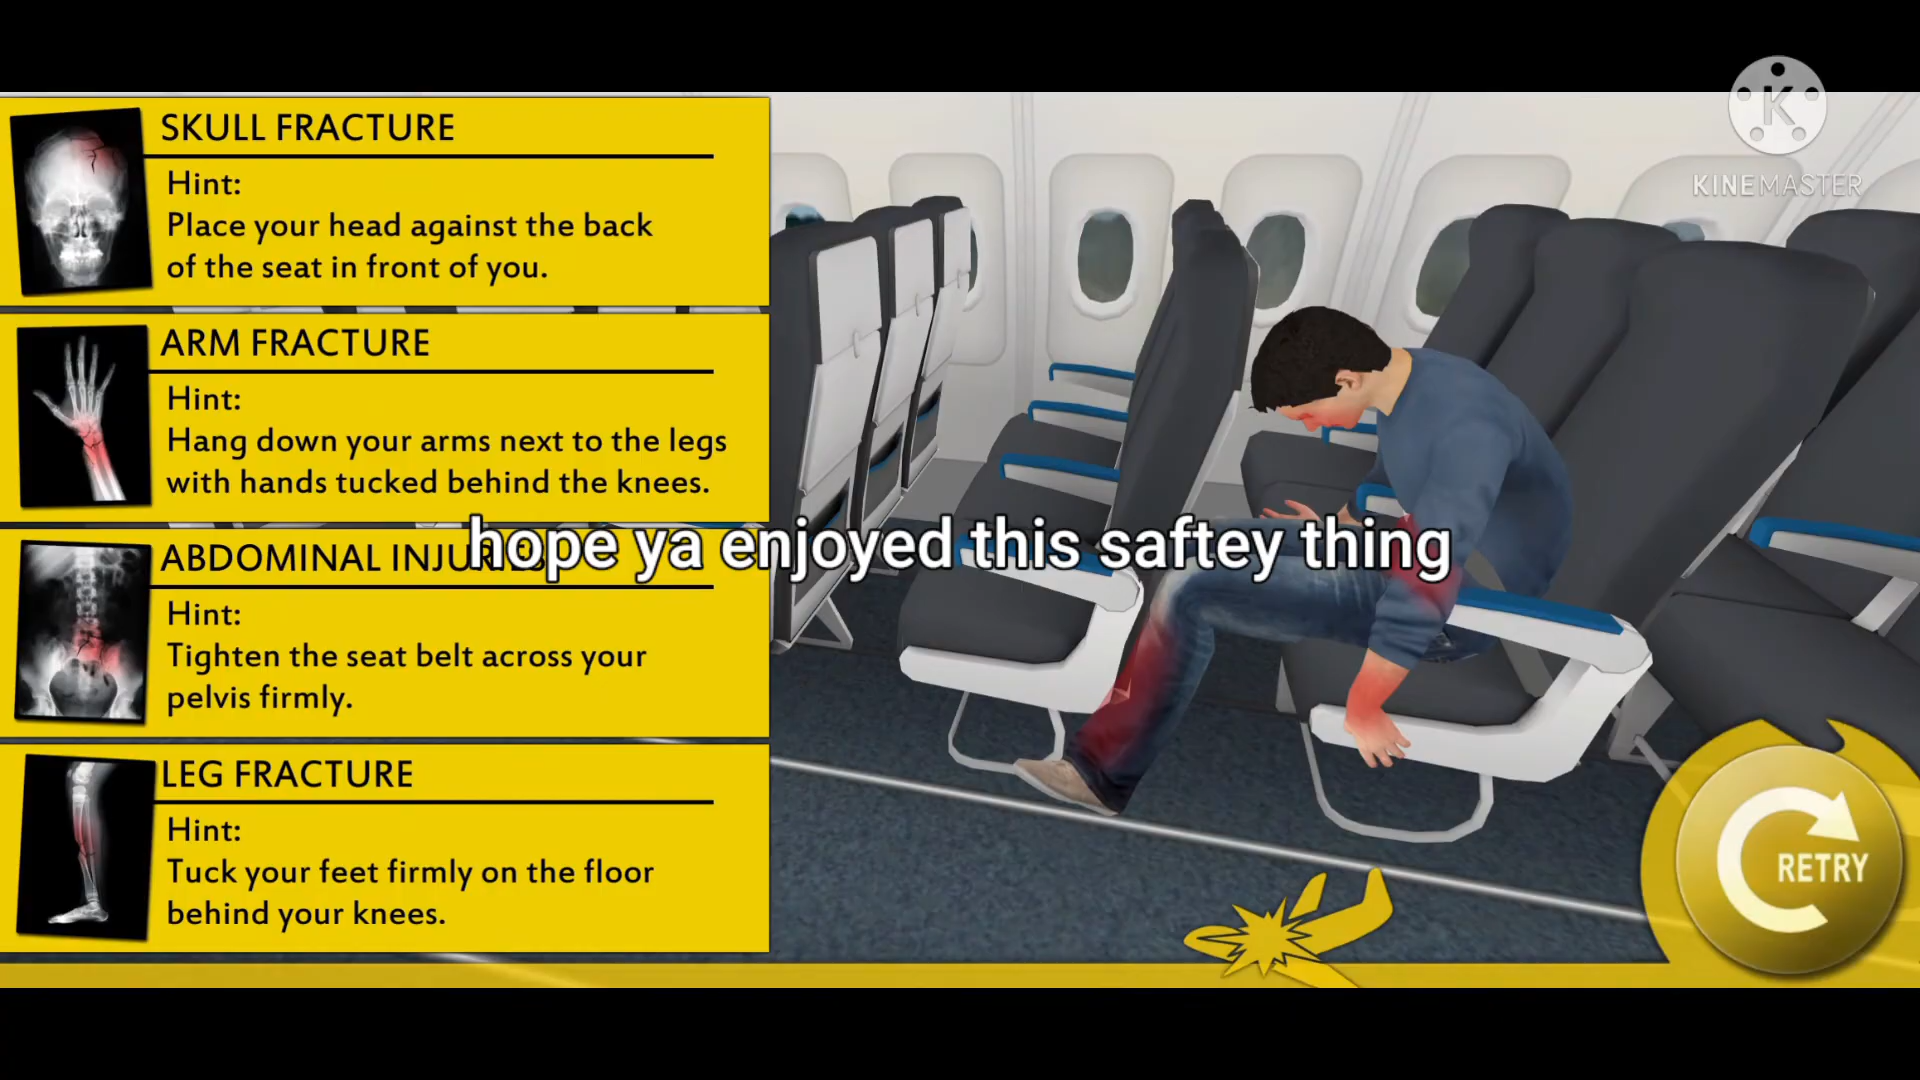 SKULL FRACTURE
Hint:
Place your head against the back
of the seat in front of you.
ARM FRACTURE
Hint:
Hang down your arms next to the legs
with hands tucked behind the knees.
ABDOMINAL
hope ya enjoyed this saftey thing
Hint:
Tighten the seat belt across your
pelvis firmly.
LEG FRACTURE
Hint:
Tuck your feet firmly on the floor
behind your knees.
K
KINEMASTER
RETRY